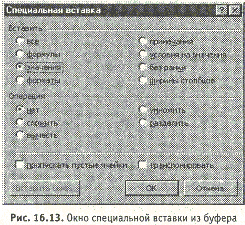 Специальная вставка
Вставить
все
формулы
значения
форматы
примечания
условия на значения
без рамки
ширины столбцов
Операция
нет
сложить
вычесть
умножить
разделить
пропускать пустые ячейки
транспонировать
OK
Отмена
Рис. 16.13. Окно специальной вставки из буфера